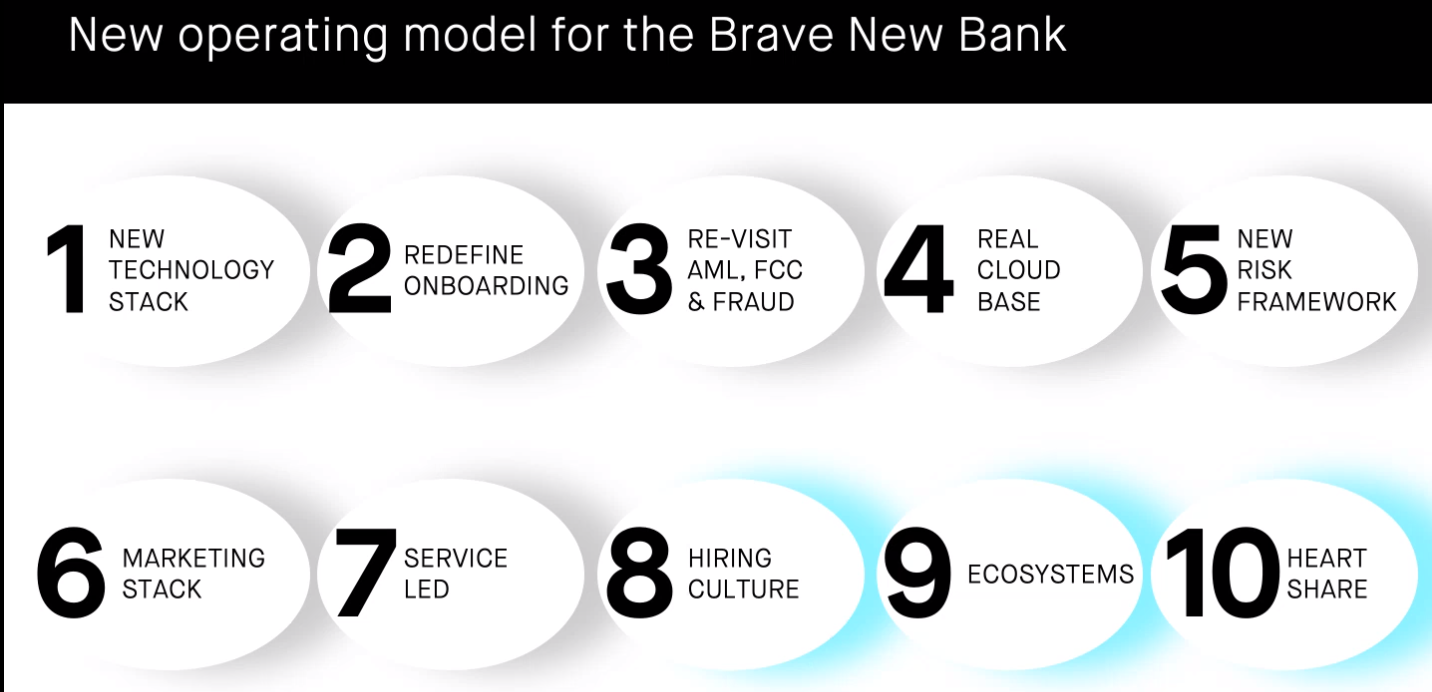 New operating model for the Brave New Bank
1
NEW
TECHNOLOGY
STACK
2
REDEFINE
ONBOARDING
3
RE-VISIT
AML, FCC
& FRAUD
4
REAL
CLOUD
BASE
5
NEW
RISK
FRAMEWORK
6
MARKETING
STACK
7
SERVICE
LED
8
HIRING
CULTURE
9
ECOSYSTEMS
10
HEART
SHARE